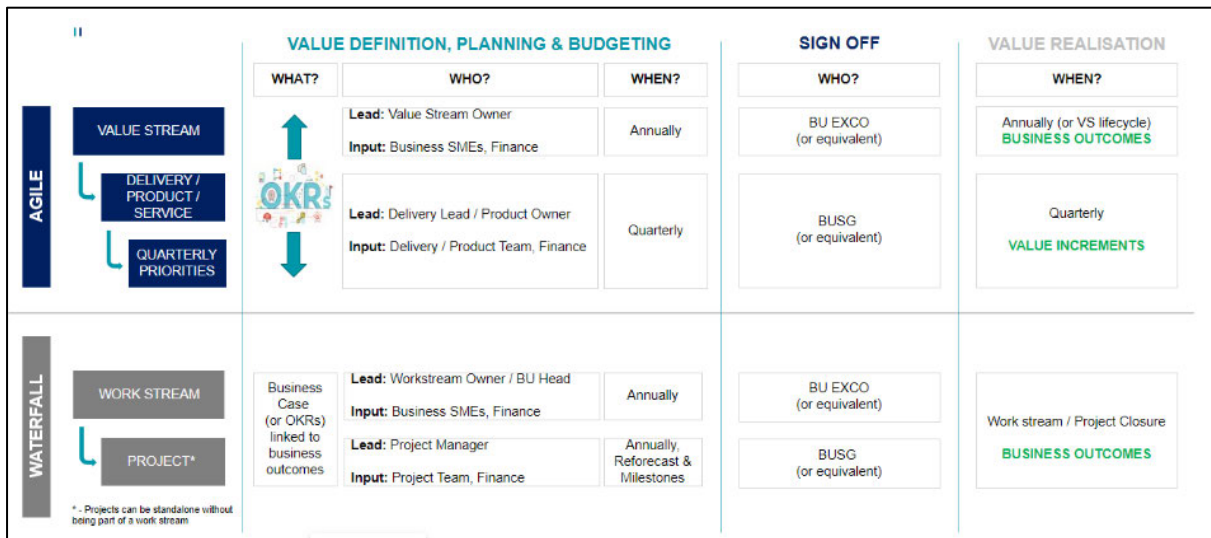 VALUE DEFINITION, PLANNING & BUDGETING
SIGN OFF
VALUE REALISATION
WHAT?
WHO?
WHEN?
WHO?
WHEN?
AGILE
VALUE STREAM
DELIVERY /
PRODUCT /
SERVICE
QUARTERLY
PRIORITIES
OKRs
Lead: Value Stream Owner
Input: Business SMEs, Finance
Annually
BU EXCO
(or equivalent)
Annually (or VS lifecycle)
BUSINESS OUTCOMES
Lead: Delivery Lead / Product Owner
Input: Delivery / Product Team, Finance
Quarterly
BUSG
(or equivalent)
Quarterly
VALUE INCREMENTS
WATERFALL
WORK STREAM
PROJECT*
* - Projects can be standalone without
being part of a work stream
Business
Case
(or OKRs)
linked to
business
outcomes
Lead: Workstream Owner / BU Head
Input: Business SMEs, Finance
Annually
BU EXCO
(or equivalent)
Lead: Project Manager
Input: Project Team, Finance
Annually,
Reforecast &
Milestones
BUSG
(or equivalent)
Work stream / Project Closure
BUSINESS OUTCOMES